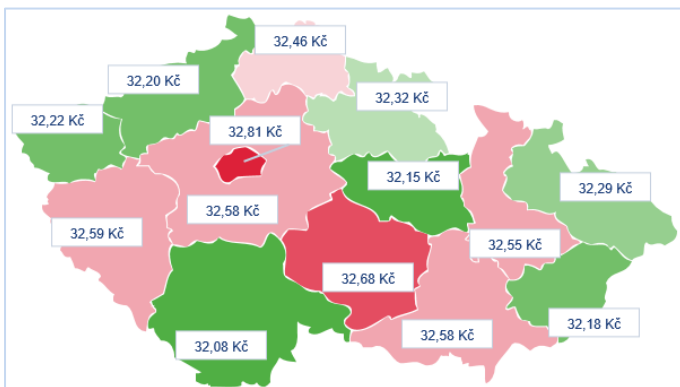 32,46 Kč
32,20 Kč
32,32 Kč
32,22 Kč
32,81 Kč
32,15 Kč
32,29 Kč
32,58 Kč
32,59 Kč
32,55 Kč
32,68 Kč
32,18 Kč
32,58 Kč
32,08 Kč